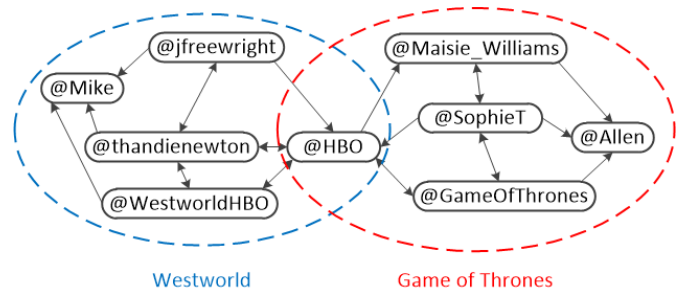 @jfreewright
@Maisie_Williams
@Mike
@SophieT
@Allen
@thandienewton
@HBO
@WestworldHBO
@GameOfThrones
Westworld
Game of Thrones